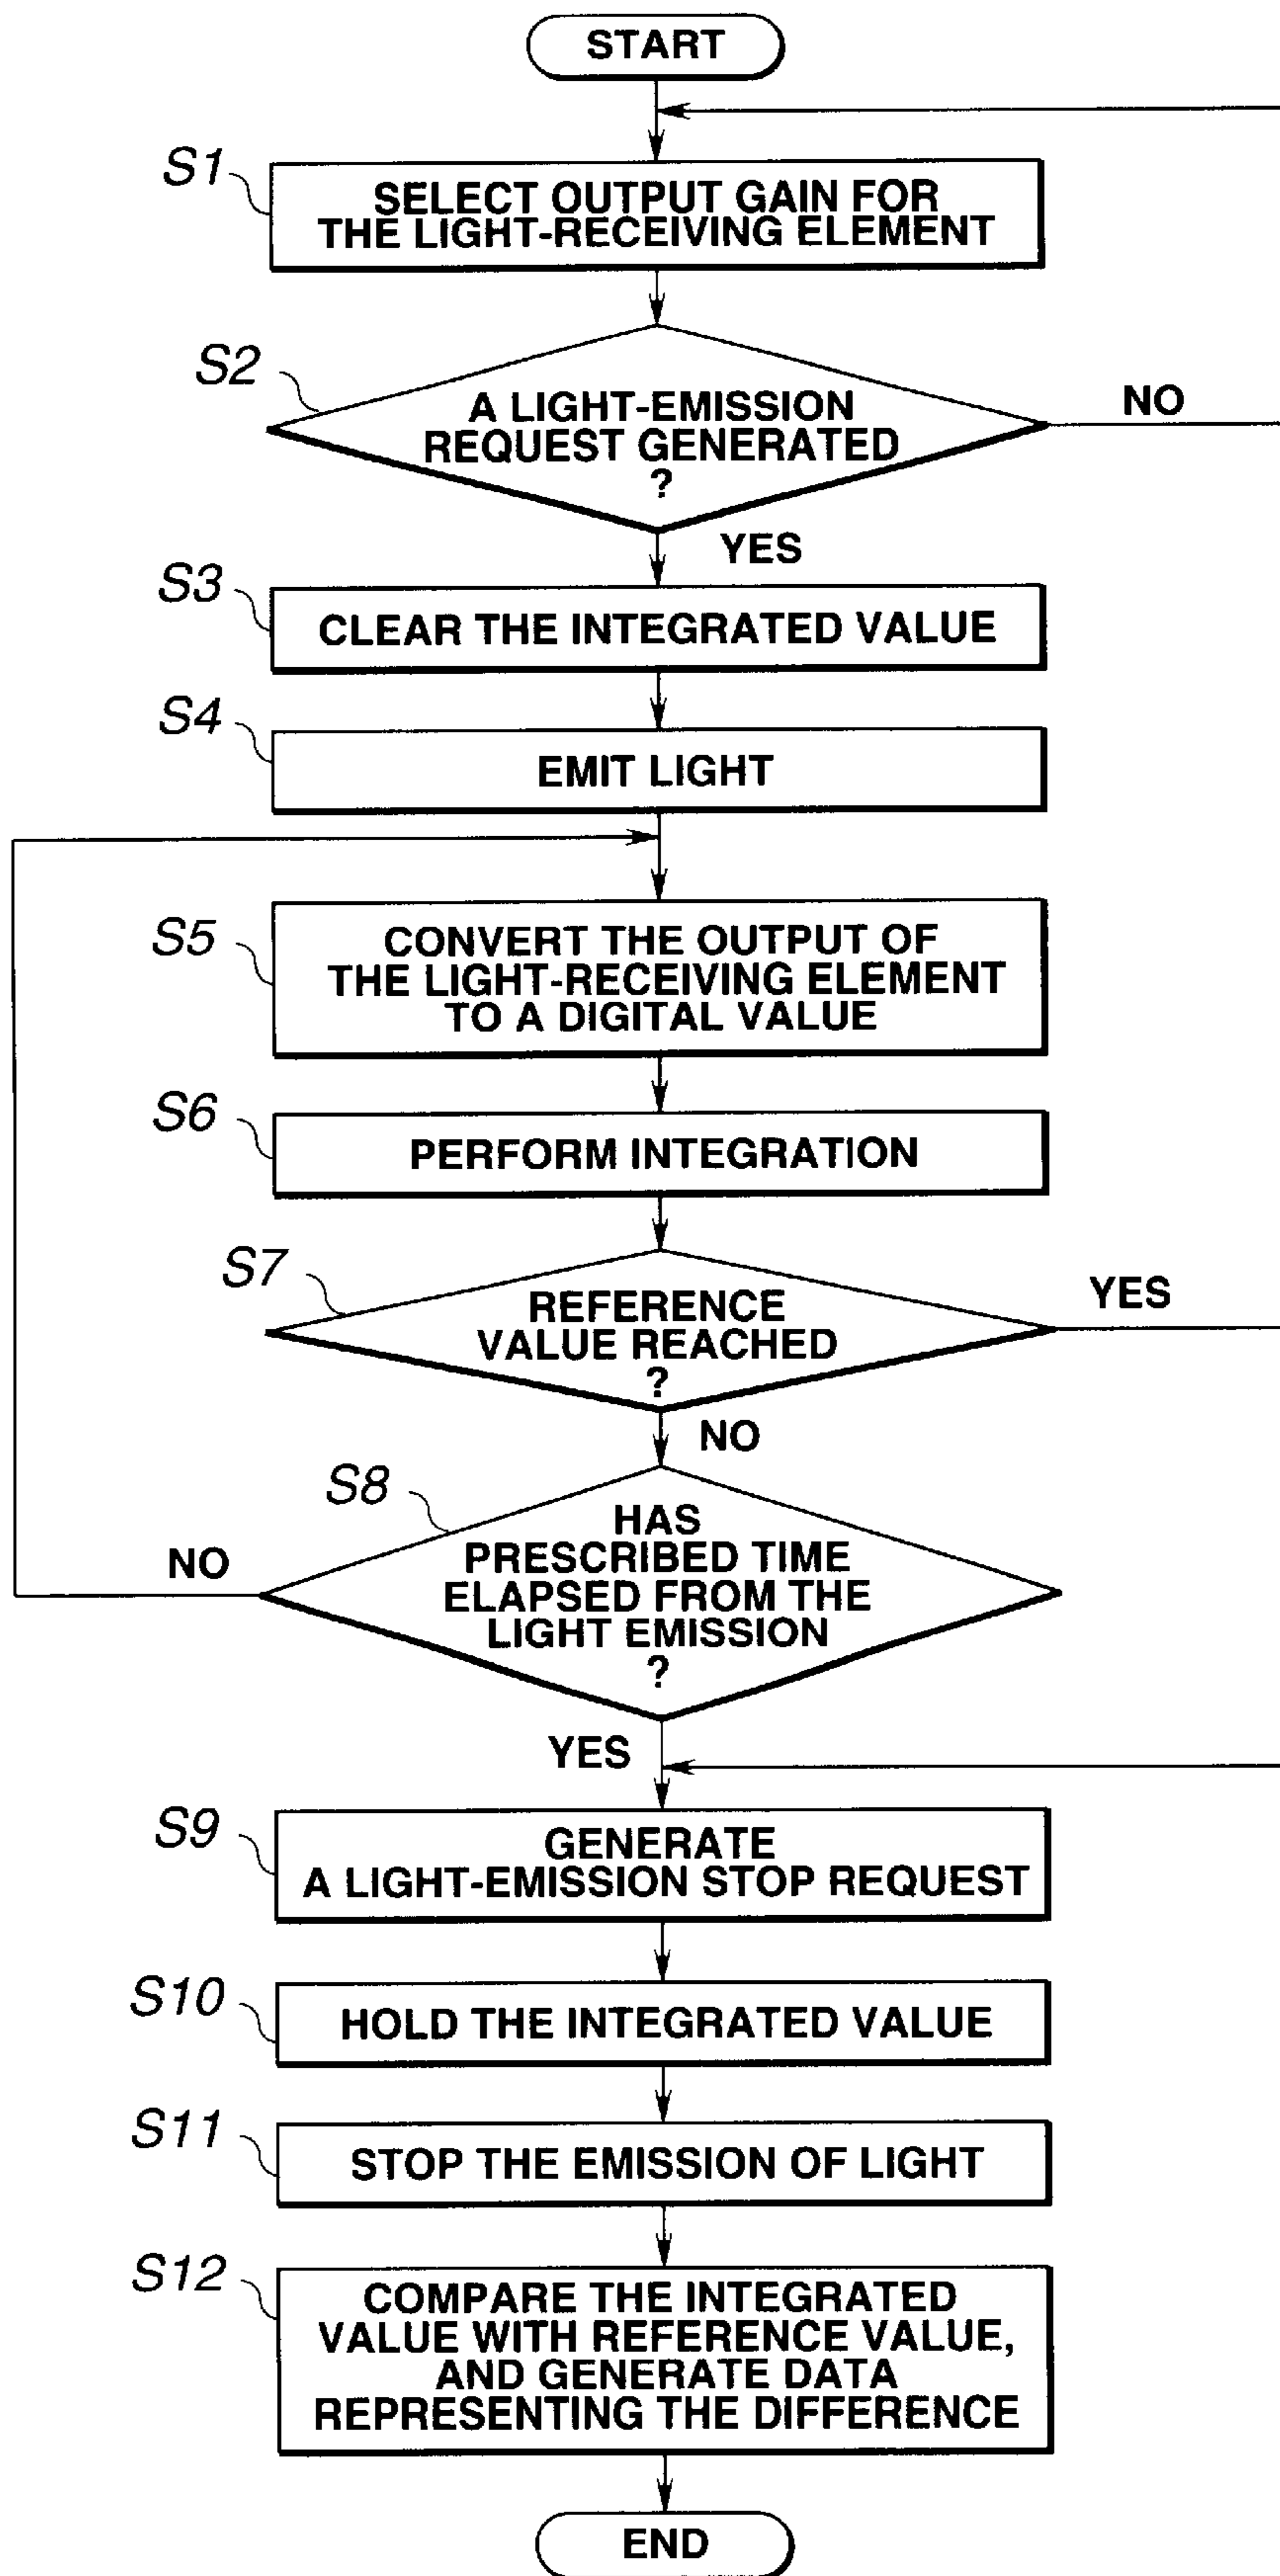 START
S1
SELECT OUTPUT GAIN FOR
THE LIGHT-RECEIVING ELEMENT
S2
A LIGHT-EMISSION
REQUEST GENERATED
?
NO
YES
S3
CLEAR THE INTEGRATED VALUE
S4
EMIT LIGHT
S5
CONVERT THE OUTPUT OF
THE LIGHT-RECEIVING ELEMENT
TO A DIGITAL VALUE
S6
PERFORM INTEGRATION
S7
REFERENCE
VALUE REACHED
?
YES
NO
S8
HAS
PRESCRIBED TIME
ELAPSED FROM THE
LIGHT EMISSION
?
NO
YES
S9
GENERATE
A LIGHT-EMISSION STOP REQUEST
S10
HOLD THE INTEGRATED VALUE
S11
STOP THE EMISSION OF LIGHT
S12
COMPARE THE INTEGRATED
VALUE WITH REFERENCE VALUE,
AND GENERATE DATA
REPRESENTING THE DIFFERENCE
END